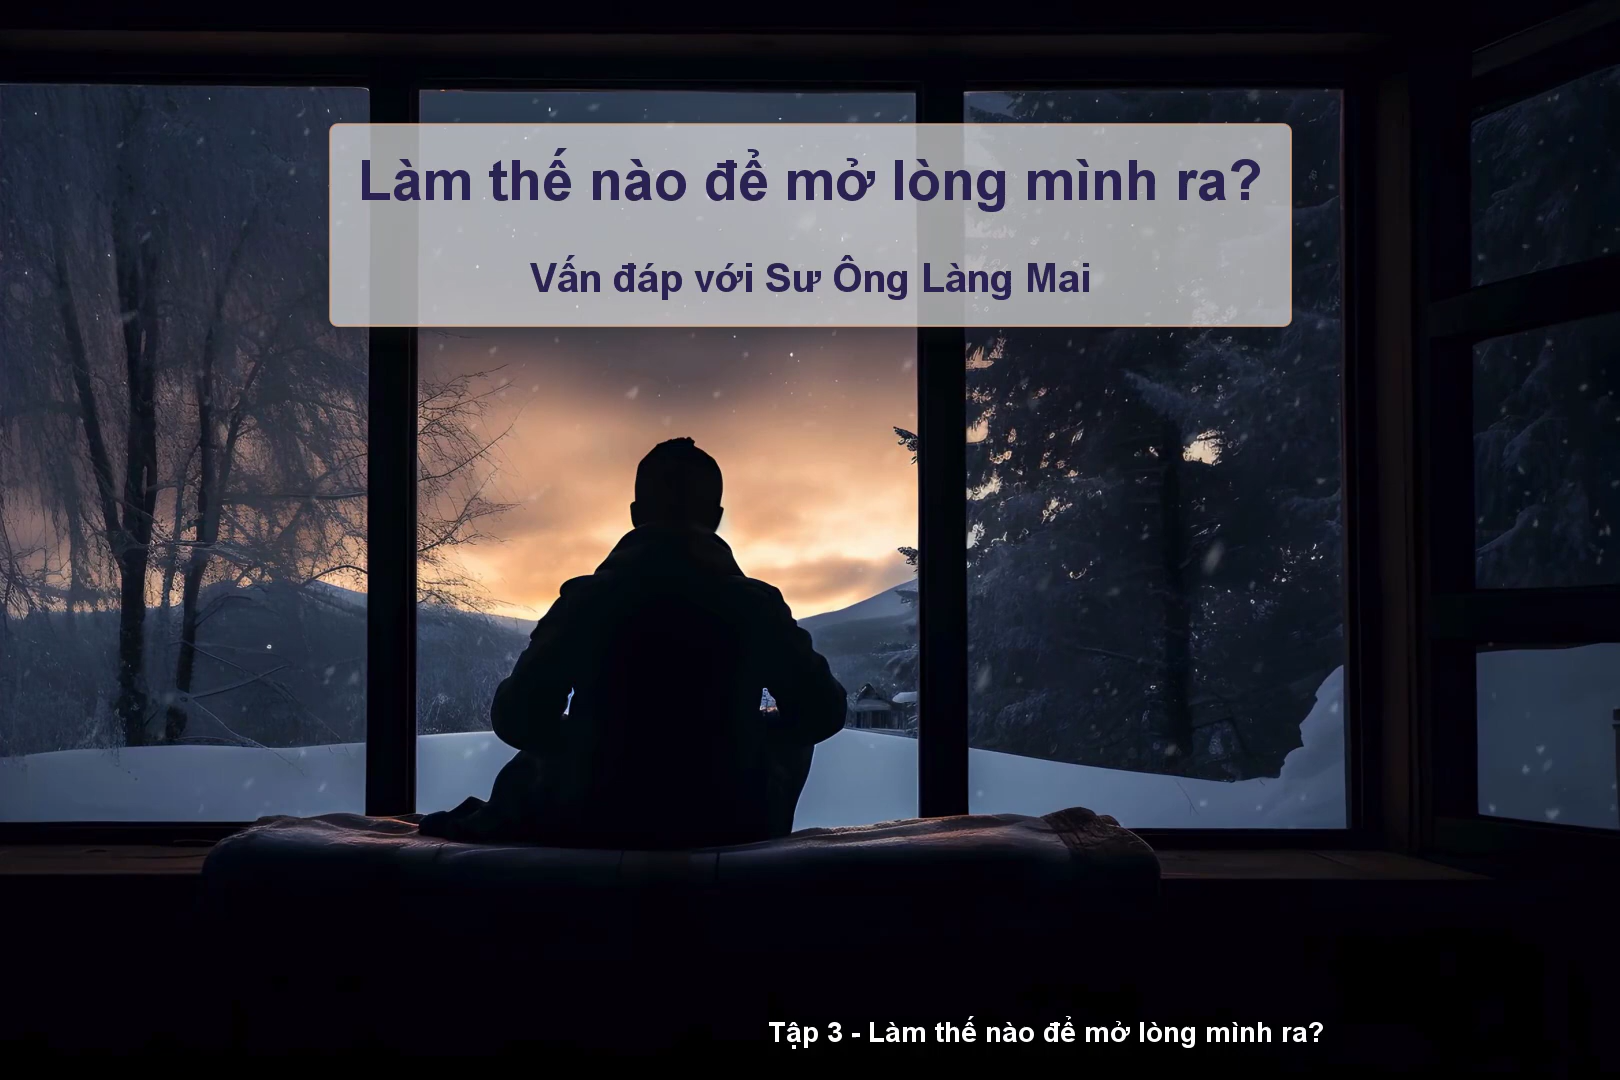 Làm thế nào để mở lòng mình ra?
Vấn đáp với Sư Ông Làng Mai
Tập 3 - Làm thế nào để mở lòng mình ra?